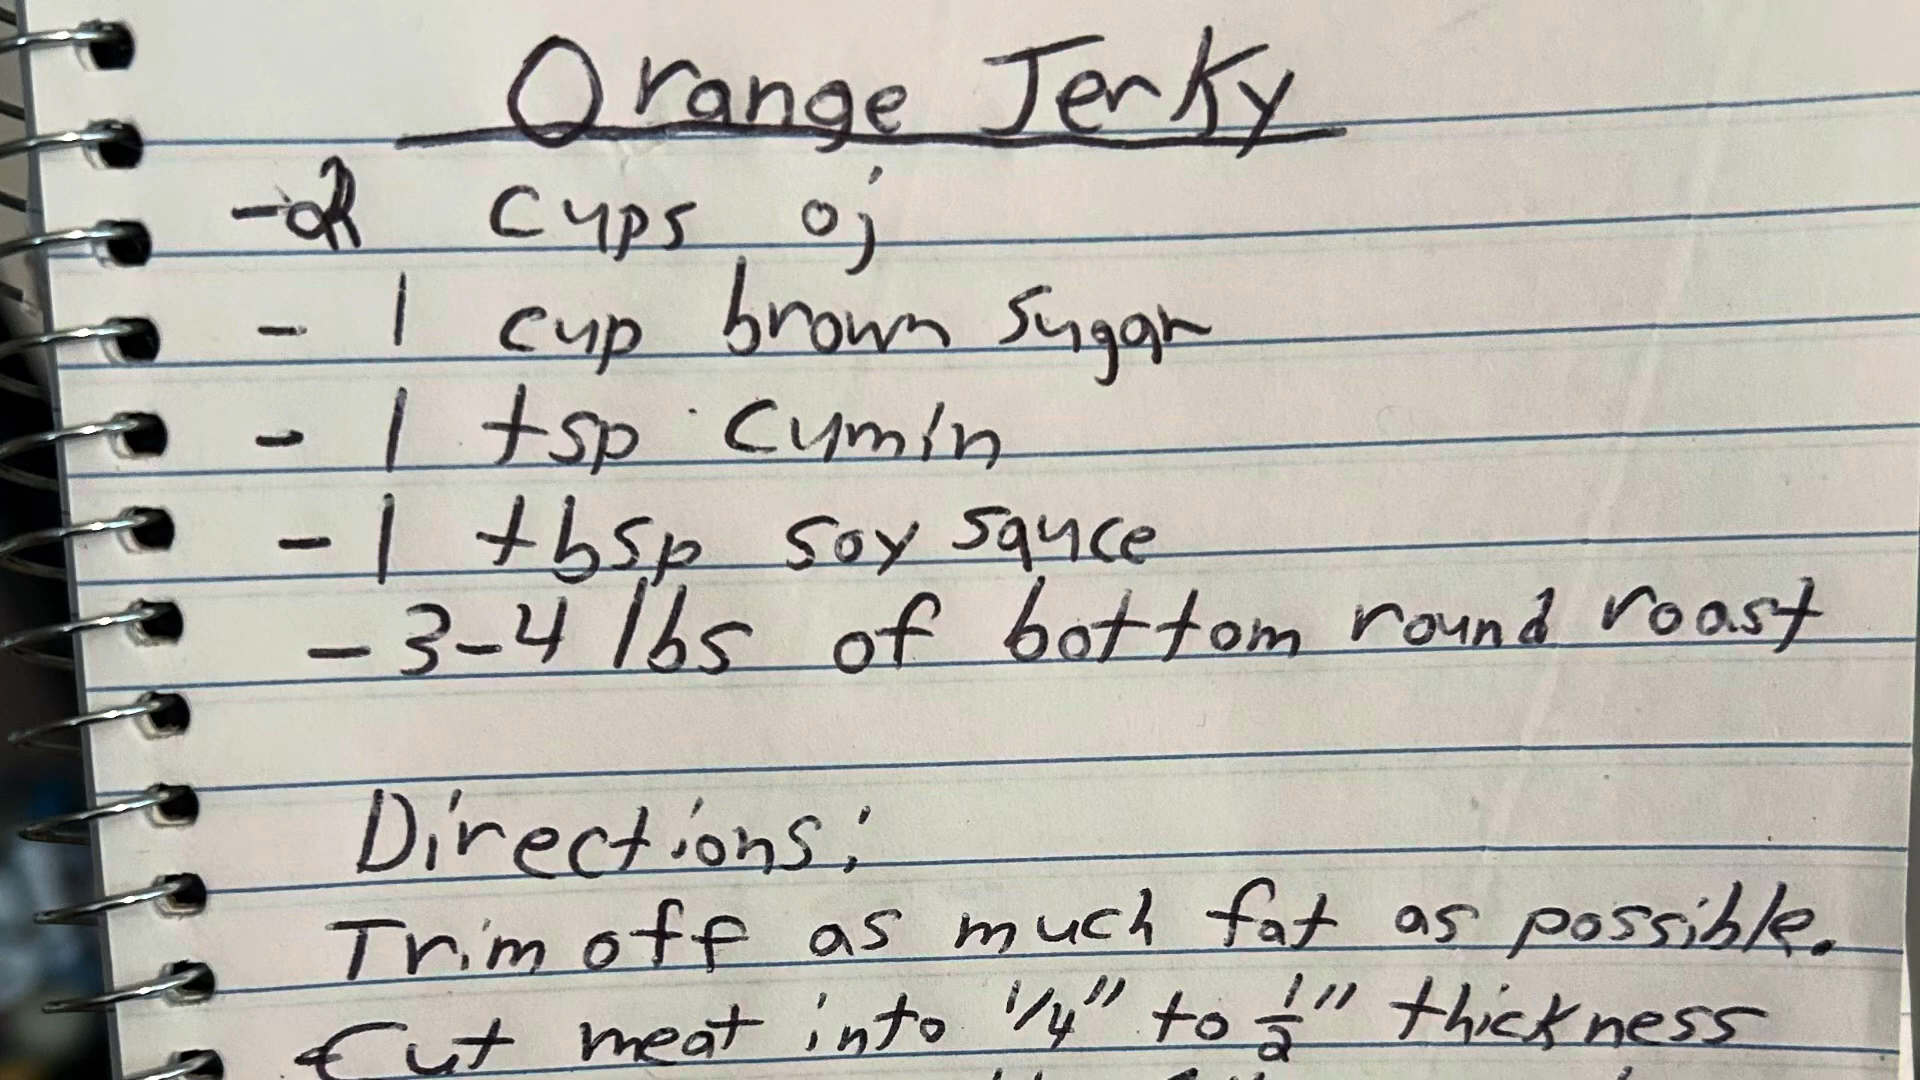 Orange Jerky
- 2 cups oj
- 1 cup brown sugar
- 1 tsp cumin
- 1 tbsp soy sauce
- 3-4 lbs of bottom round roast
Directions:
Trim off as much fat as possible.
Cut meat into 1/4" to 1/2" thickness